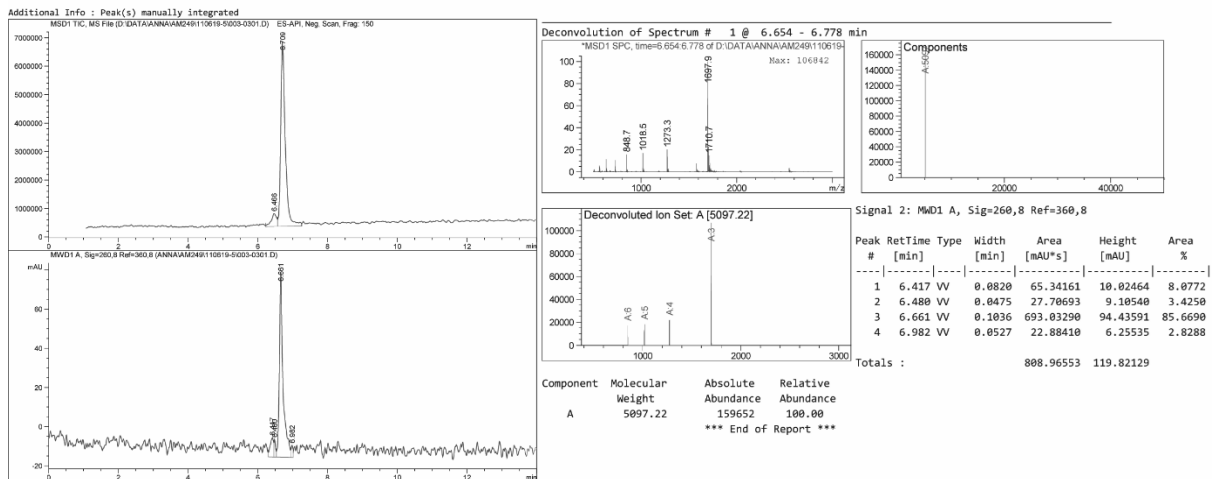 Additional Info : Peak(s) manually integrated
MSD1 TIC, MS File (D:\DATA\ANNA\AM249\110619-5\003-0301.D) ES-API, Neg. Scan, Frag: 150
7000000
6000000
5000000
4000000
3000000
2000000
1000000
0
6.709
6.466
0 2 4 6 8 10 12 min
MWD1 A, Sig=260,8 Ref=360,8 (ANNA\AM249\110619-5\003-0301.D)
mAU
60
40
20
0
-20
6.661
6.417
6.480
6.982
0 2 4 6 8 10 12 min
Deconvolution of Spectrum # 1 @ 6.654 - 6.778 min
*MSD1 SPC, time=6.654:6.778 of D:\DATA\ANNA\AM249\110619-
Max: 106842
100
80
60
40
20
0
848.7
1018.5
1273.3
1697.9
1710.7
1000 2000 m/z
Deconvoluted Ion Set: A [5097.22]
100000
80000
60000
40000
20000
0
A:6
A:5
A:4
A:3
1000 2000 3000
Component Molecular Absolute Relative
Weight Abundance Abundance
A 5097.22 159652 100.00
*** End of Report ***
Components
160000
140000
120000
100000
80000
60000
40000
20000
0
20000 40000
Signal 2: MWD1 A, Sig=260,8 Ref=360,8
Peak RetTime Type Width Area Height Area
# [min] [min] [mAU*s] [mAU] %
----|-------|----|-------|----------|----------|--------|
1 6.417 VV 0.0820 65.34161 10.02464 8.0772
2 6.480 VV 0.0475 27.70693 9.10540 3.4250
3 6.661 VV 0.1036 693.03290 94.43591 85.6690
4 6.982 VV 0.0527 22.88410 6.25535 2.8288
Totals : 808.96553 119.82129